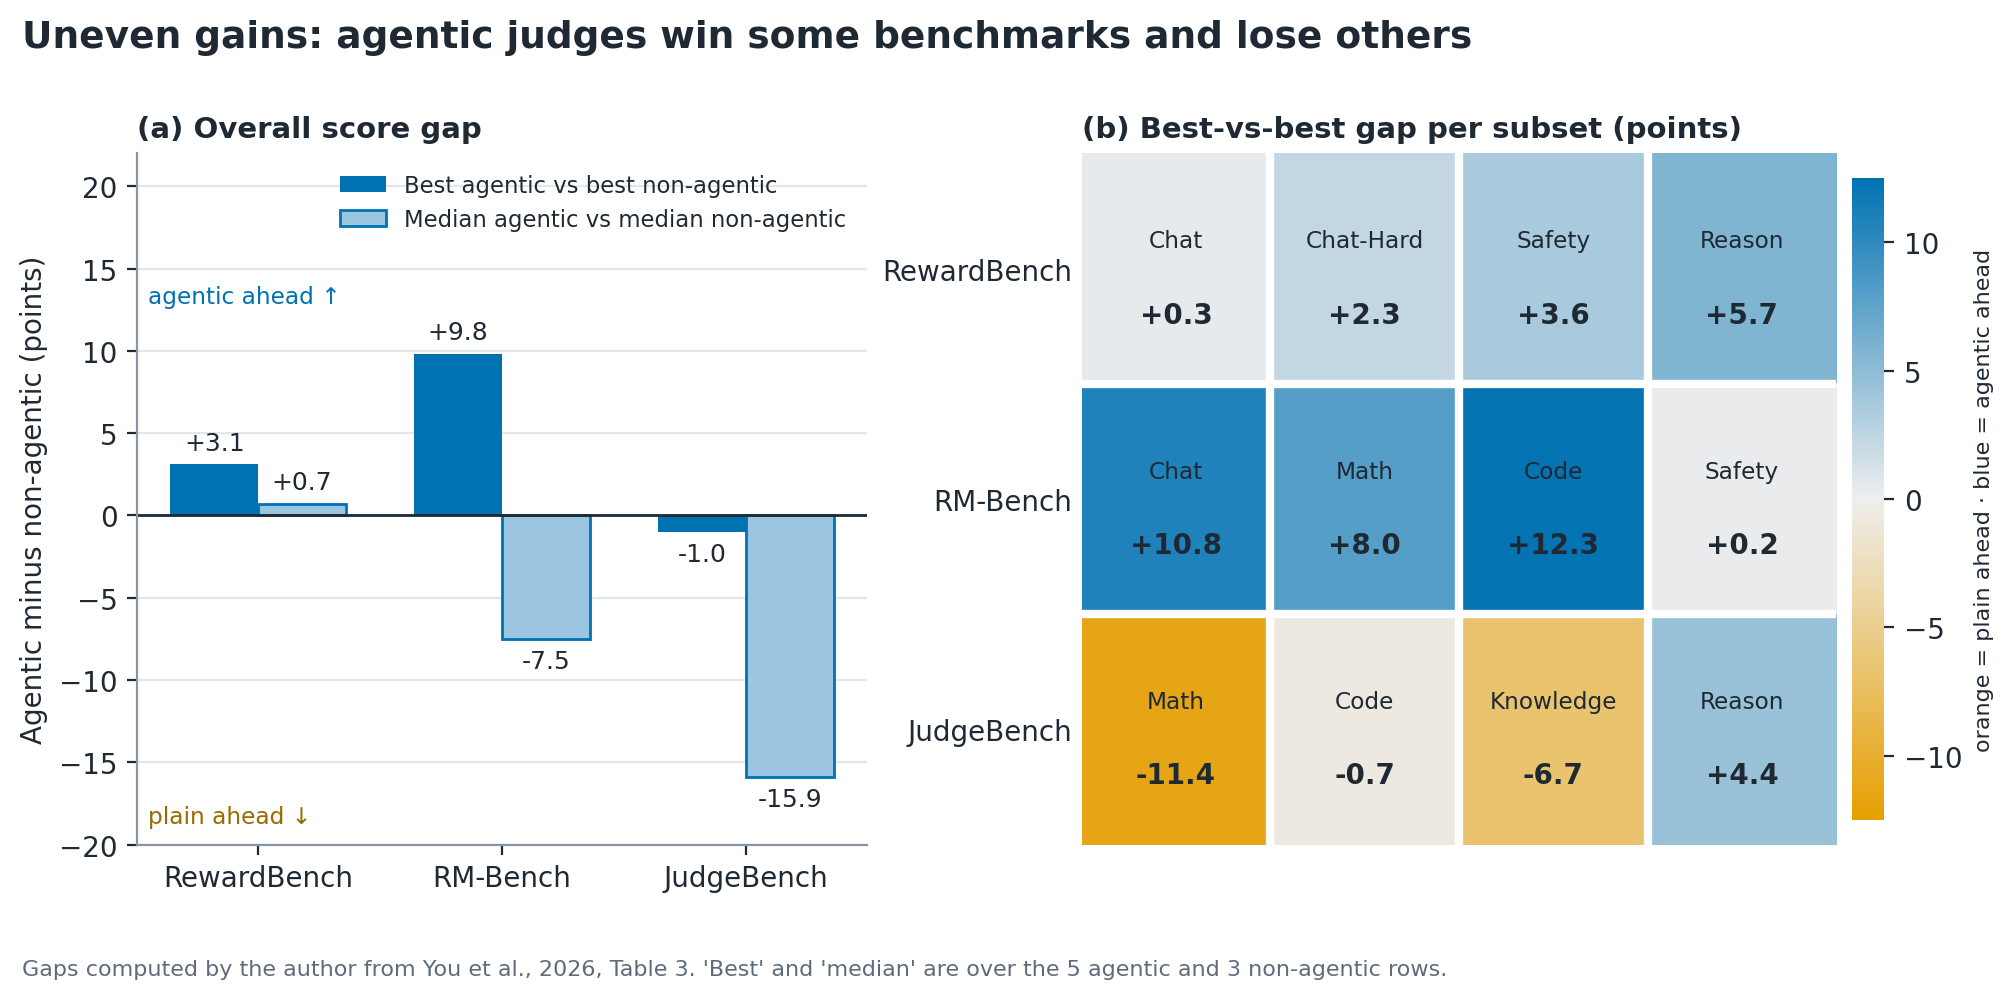 Uneven gains: agentic judges win some benchmarks and lose others
(a) Overall score gap
Agentic minus non-agentic (points)
20
15
10
5
0
−5
−10
−15
−20
Best agentic vs best non-agentic
Median agentic vs median non-agentic
agentic ahead ↑
+3.1
+0.7
+9.8
-7.5
-1.0
-15.9
plain ahead ↓
RewardBench
RM-Bench
JudgeBench
(b) Best-vs-best gap per subset (points)
RewardBench
Chat
+0.3
Chat-Hard
+2.3
Safety
+3.6
Reason
+5.7
RM-Bench
Chat
+10.8
Math
+8.0
Code
+12.3
Safety
+0.2
JudgeBench
Math
-11.4
Code
-0.7
Knowledge
-6.7
Reason
+4.4
10
5
0
−5
−10
orange = plain ahead · blue = agentic ahead
Gaps computed by the author from You et al., 2026, Table 3. 'Best' and 'median' are over the 5 agentic and 3 non-agentic rows.